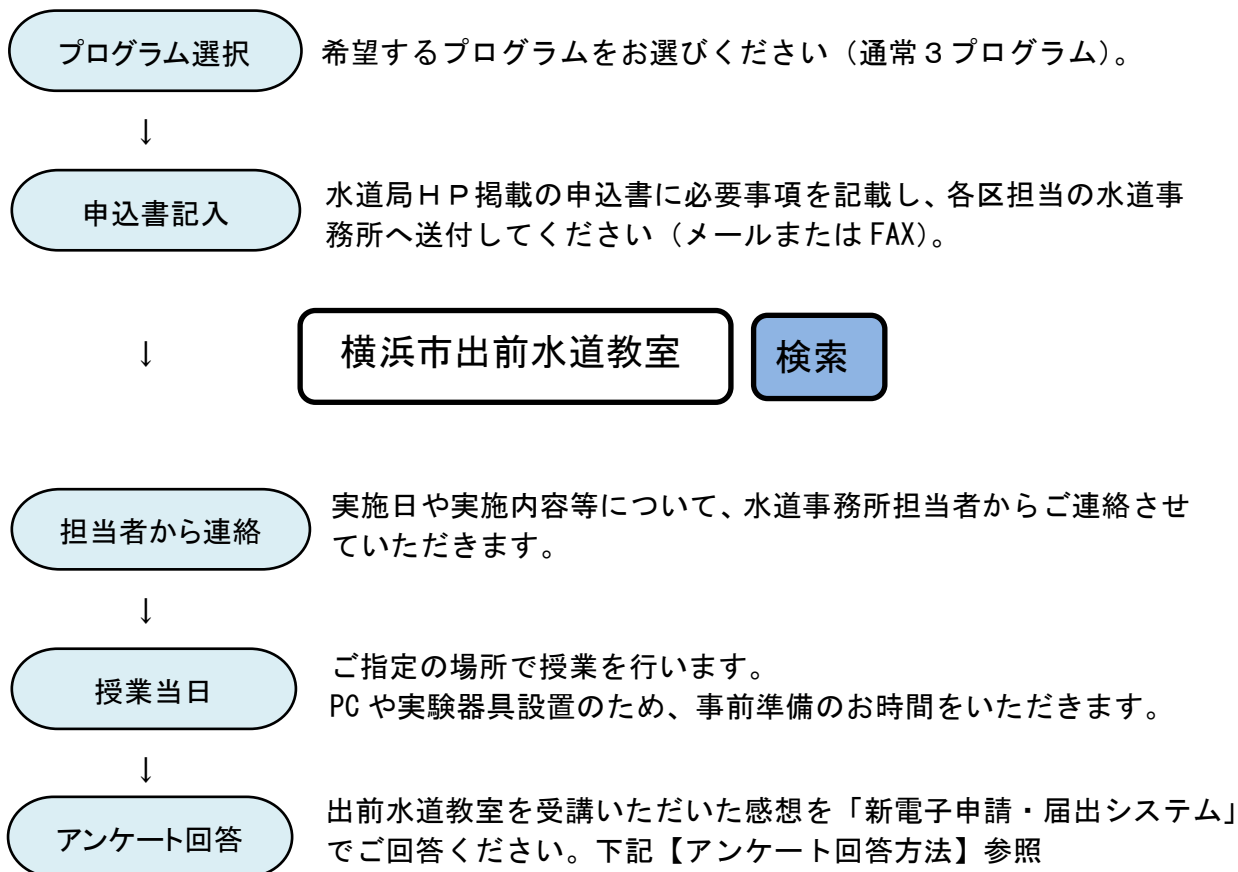 プログラム選択
希望するプログラムをお選びください（通常３プログラム）。
↓
申込書記入
水道局ＨＰ掲載の申込書に必要事項を記載し、各区担当の水道事
務所へ送付してください（メールまたは FAX）。
↓
横浜市出前水道教室
検索
担当者から連絡
実施日や実施内容等について、水道事務所担当者からご連絡させ
ていただきます。
↓
授業当日
ご指定の場所で授業を行います。
PC や実験器具設置のため、事前準備のお時間をいただきます。
↓
アンケート回答
出前水道教室を受講いただいた感想を「新電子申請・届出システム」
でご回答ください。下記【アンケート回答方法】参照